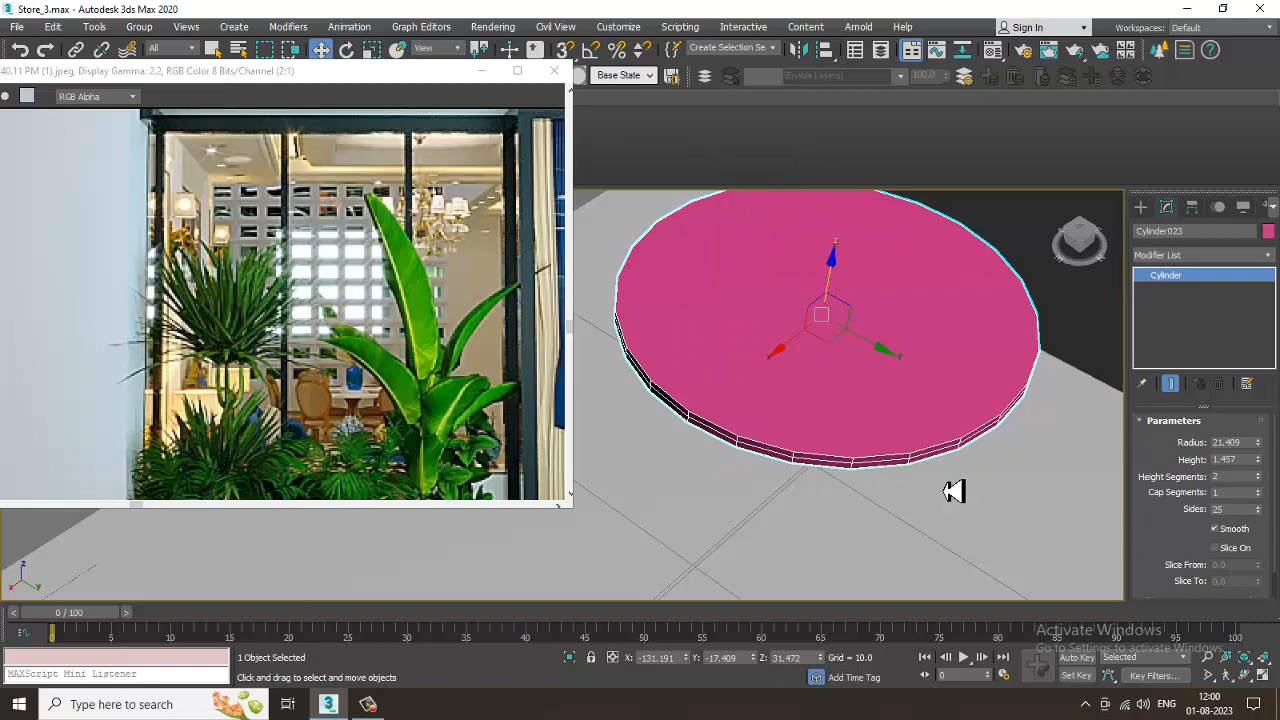 Store_3.max - Autodesk 3ds Max 2020
File Edit Tools Group Views Create Modifiers Animation Graph Editors Rendering Civil View Customize Scripting Interactive Content Arnold Help Sign In Workspaces: Default
All View Create Selection Se
40.11 PM (1).jpeg, Display Gamma: 2.2, RGB Color 8 Bits/Channel (2:1)
Base State (Enable Layers) 100.0
RGB Alpha
Cylinder023
Modifier List
Cylinder
Parameters
Radius: 21.409
Height: 1.457
Height Segments: 2
Cap Segments: 1
Sides: 25
Smooth
Slice On
Slice From: 0.0
Slice To: 0.0
z
y
x
z
x y
0 / 100
0 5 10 15 20 25 30 35 40 45 50 55 60 65 70 75 80 85 90 95 100
Activate Windows
Go to Settings to activate Windows.
1 Object Selected X: -131.191 Y: -17.409 Z: 31.472 Grid = 10.0 Auto Key Selected
MAXScript Mini Listener Click and drag to select and move objects Add Time Tag 0 Set Key Key Filters...
Type here to search
ENG
12:00
01-08-2023